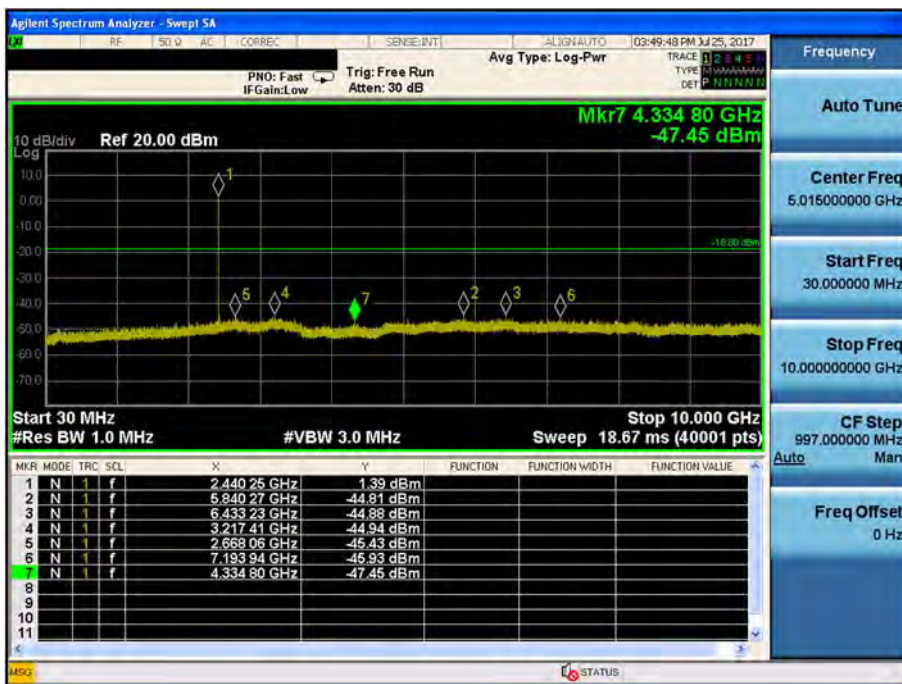 Agilent Spectrum Analyzer - Swept SA
RF 50 Ω AC CORREC SENSE:INT ALIGN AUTO 03:49:48 PM Jul 25, 2017
Frequency
Avg Type: Log-Pwr
TRACE 1 2 3 4 5 6
PNO: Fast Trig: Free Run
TYPE M
IFGain:Low Atten: 30 dB
DET P N N N N N
Auto Tune
Mkr7 4.334 80 GHz
-47.45 dBm
10 dB/div Ref 20.00 dBm
Log
10.0
0.00
-10.0
-20.0
-30.0
-40.0
-50.0
-60.0
-70.0
1
-18.00 dBm
5 4 7 2 3 6
Center Freq
5.015000000 GHz
Start Freq
30.000000 MHz
Stop Freq
10.000000000 GHz
Start 30 MHz Stop 10.000 GHz
#Res BW 1.0 MHz #VBW 3.0 MHz Sweep 18.67 ms (40001 pts)
CF Step
997.000000 MHz
Auto Man
MKR MODE TRC SCL X Y FUNCTION FUNCTION WIDTH FUNCTION VALUE
1 N 1 f 2.440 25 GHz 1.39 dBm
2 N 1 f 5.840 27 GHz -44.81 dBm
3 N 1 f 6.433 23 GHz -44.88 dBm
4 N 1 f 3.217 41 GHz -44.94 dBm
5 N 1 f 2.668 06 GHz -45.43 dBm
6 N 1 f 7.193 94 GHz -45.93 dBm
7 N 1 f 4.334 80 GHz -47.45 dBm
8
9
10
11
Freq Offset
0 Hz
MSG STATUS